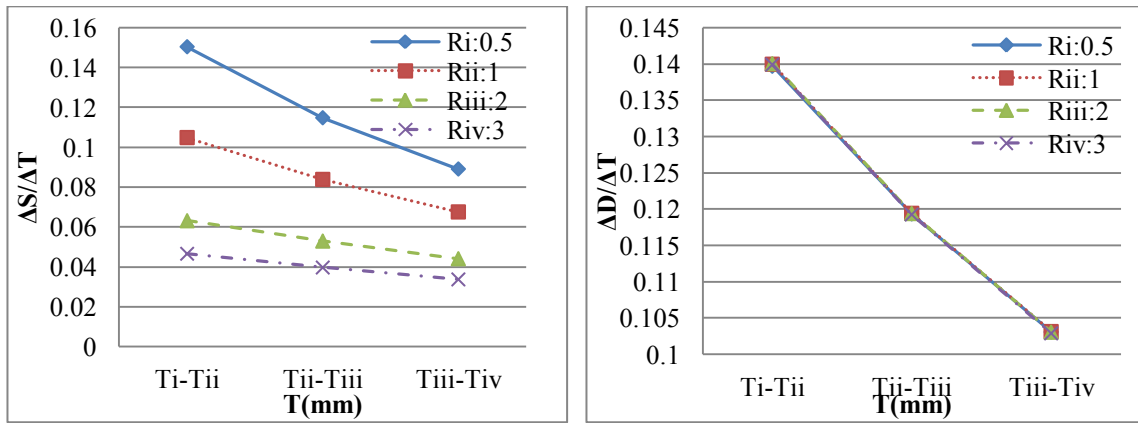 0.16
0.14
0.12
0.1
0.08
0.06
0.04
0.02
0
ΔS/ΔT
Ri:0.5
Rii:1
Riii:2
Riv:3
Ti-Tii
Tii-Tiii
Tiii-Tiv
T(mm)
0.145
0.14
0.135
0.13
0.125
0.12
0.115
0.11
0.105
0.1
ΔD/ΔT
Ri:0.5
Rii:1
Riii:2
Riv:3
Ti-Tii
Tii-Tiii
Tiii-Tiv
T(mm)